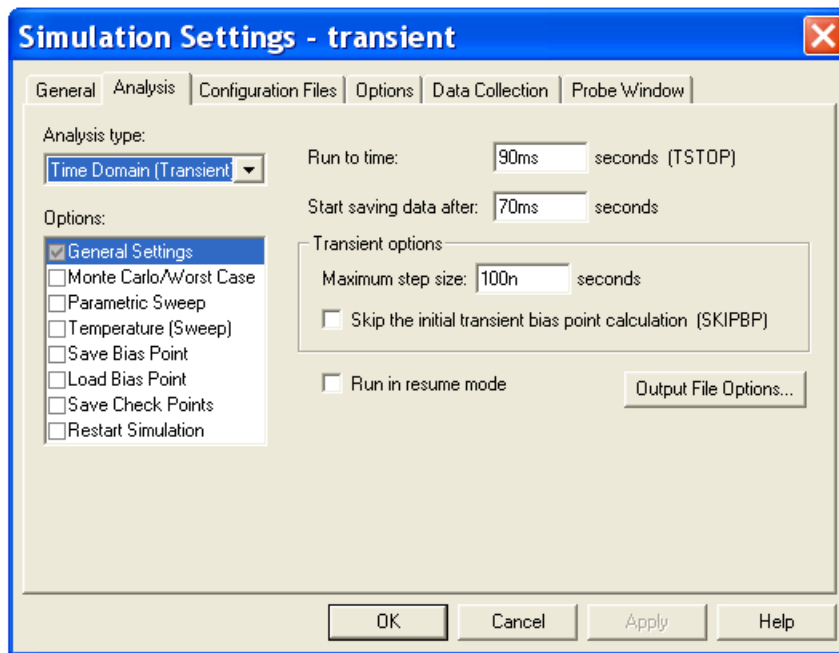 Simulation Settings - transient
General Analysis Configuration Files Options Data Collection Probe Window
Analysis type:
Time Domain (Transient)
Options:
General Settings
Monte Carlo/Worst Case
Parametric Sweep
Temperature (Sweep)
Save Bias Point
Load Bias Point
Save Check Points
Restart Simulation
Run to time: 90ms seconds (TSTOP)
Start saving data after: 70ms seconds
Transient options
Maximum step size: 100n seconds
Skip the initial transient bias point calculation (SKIPBP)
Run in resume mode
Output File Options...
OK Cancel Apply Help